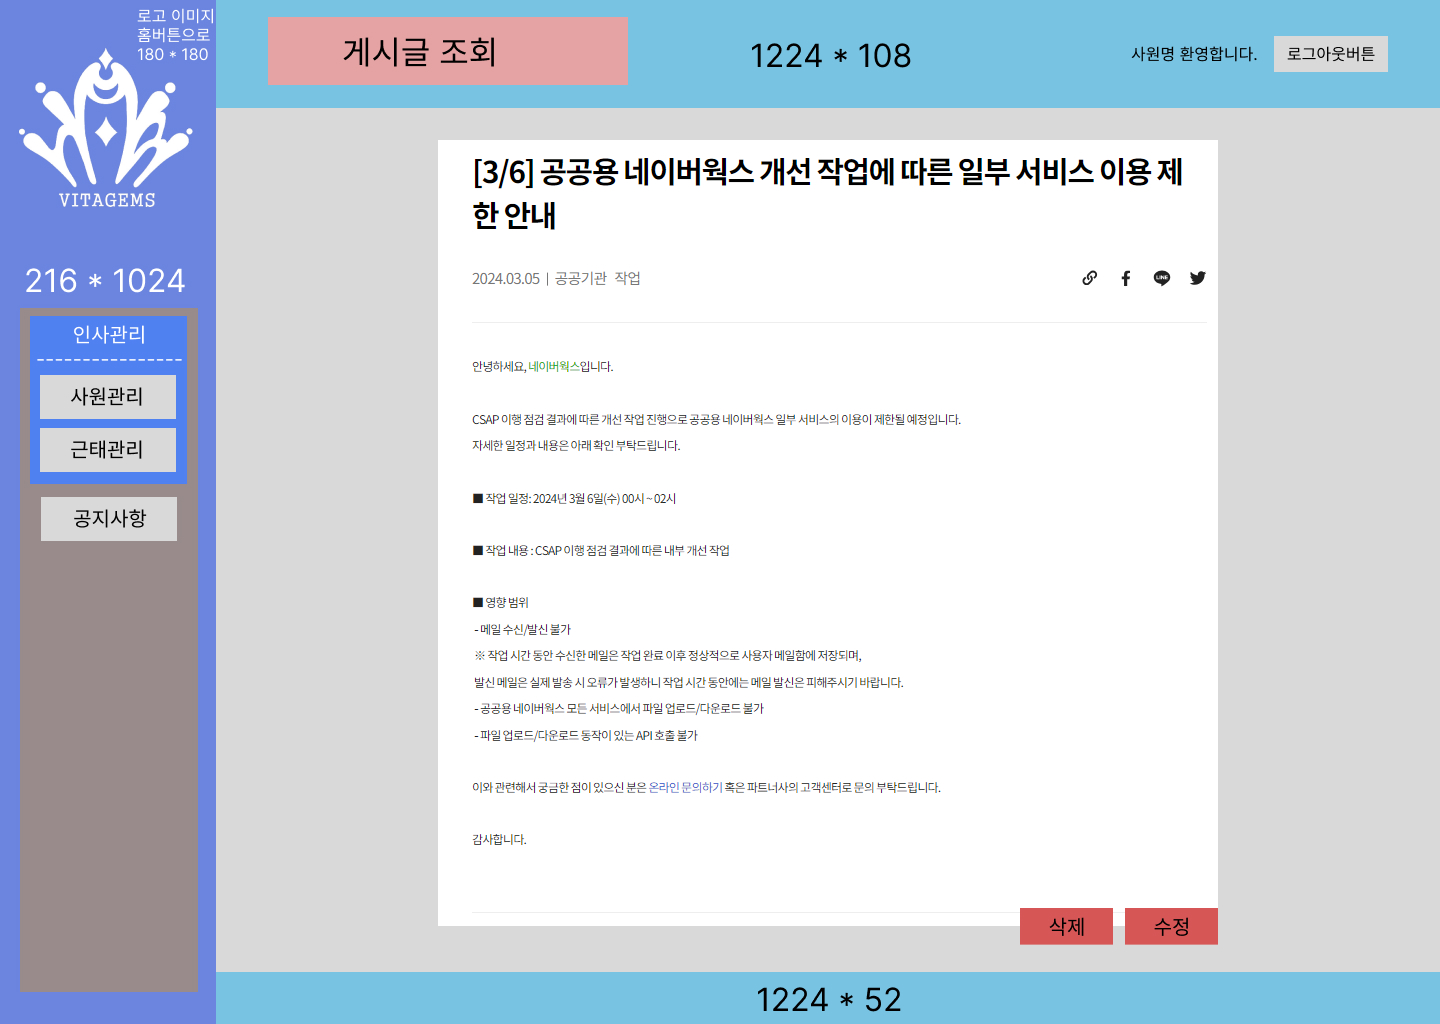 로고 이미지
홈버튼으로
180 * 180
VITAGEMS
216 * 1024
인사관리
----------------
사원관리
근태관리
공지사항
게시글 조회
1224 * 108
사원명 환영합니다.
로그아웃버튼
[3/6] 공공용 네이버웍스 개선 작업에 따른 일부 서비스 이용 제
한 안내
2024.03.05 | 공공기관 작업
LINE
안녕하세요, 네이버웍스입니다.
CSAP 이행 점검 결과에 따른 개선 작업 진행으로 공공용 네이버웍스 일부 서비스의 이용이 제한될 예정입니다.
자세한 일정과 내용은 아래 확인 부탁드립니다.
■ 작업 일정: 2024년 3월 6일(수) 00시 ~ 02시
■ 작업 내용 : CSAP 이행 점검 결과에 따른 내부 개선 작업
■ 영향 범위
- 메일 수신/발신 불가
※ 작업 시간 동안 수신한 메일은 작업 완료 이후 정상적으로 사용자 메일함에 저장되며,
발신 메일은 실제 발송 시 오류가 발생하니 작업 시간 동안에는 메일 발신은 피해주시기 바랍니다.
- 공공용 네이버웍스 모든 서비스에서 파일 업로드/다운로드 불가
- 파일 업로드/다운로드 동작이 있는 API 호출 불가
이와 관련해서 궁금한 점이 있으신 분은 온라인 문의하기 혹은 파트너사의 고객센터로 문의 부탁드립니다.
감사합니다.
삭제
수정
1224 * 52